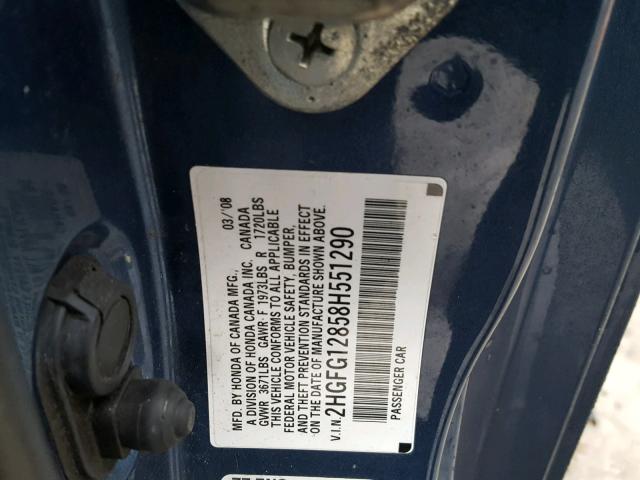 MFD. BY HONDA OF CANADA MFG., 03/'08
A DIVISION OF HONDA CANADA INC. CANADA
GVWR 3671LBS GAWR F 1973LBS R 1720LBS
THIS VEHICLE CONFORMS TO ALL APPLICABLE
FEDERAL MOTOR VEHICLE SAFETY, BUMPER,
AND THEFT PREVENTION STANDARDS IN EFFECT
ON THE DATE OF MANUFACTURE SHOWN ABOVE.
V.I.N. 2HGFG12858H551290
PASSENGER CAR